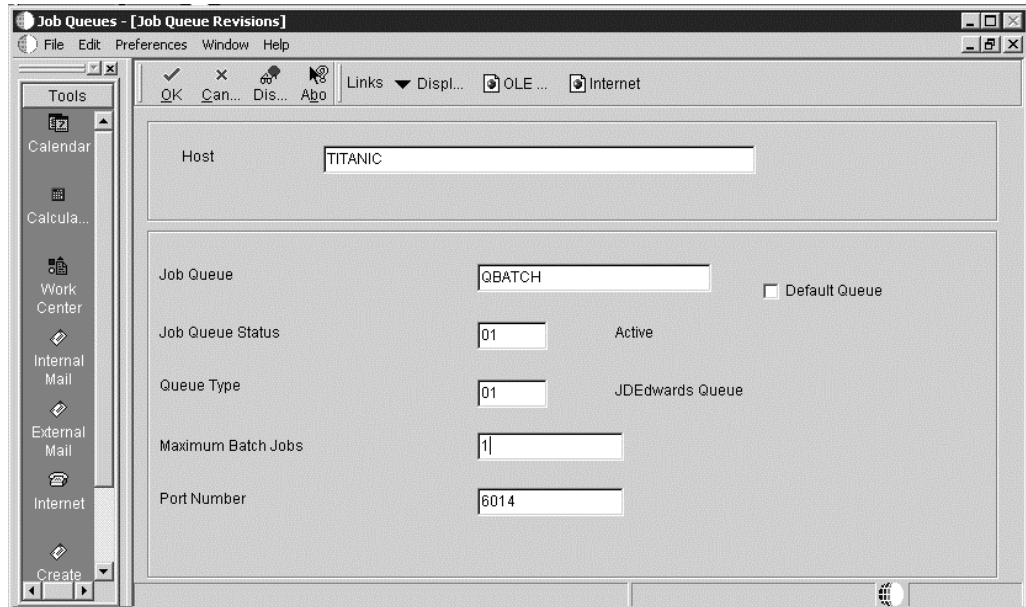 Job Queues - [Job Queue Revisions]
File Edit Preferences Window Help
OK Can... Dis... Abo Links Displ... OLE ... Internet
Tools
Calendar
Calcula...
Work
Center
Internal
Mail
External
Mail
Internet
Create
Host TITANIC
Job Queue QBATCH Default Queue
Job Queue Status 01 Active
Queue Type 01 JDEdwards Queue
Maximum Batch Jobs 1
Port Number 6014